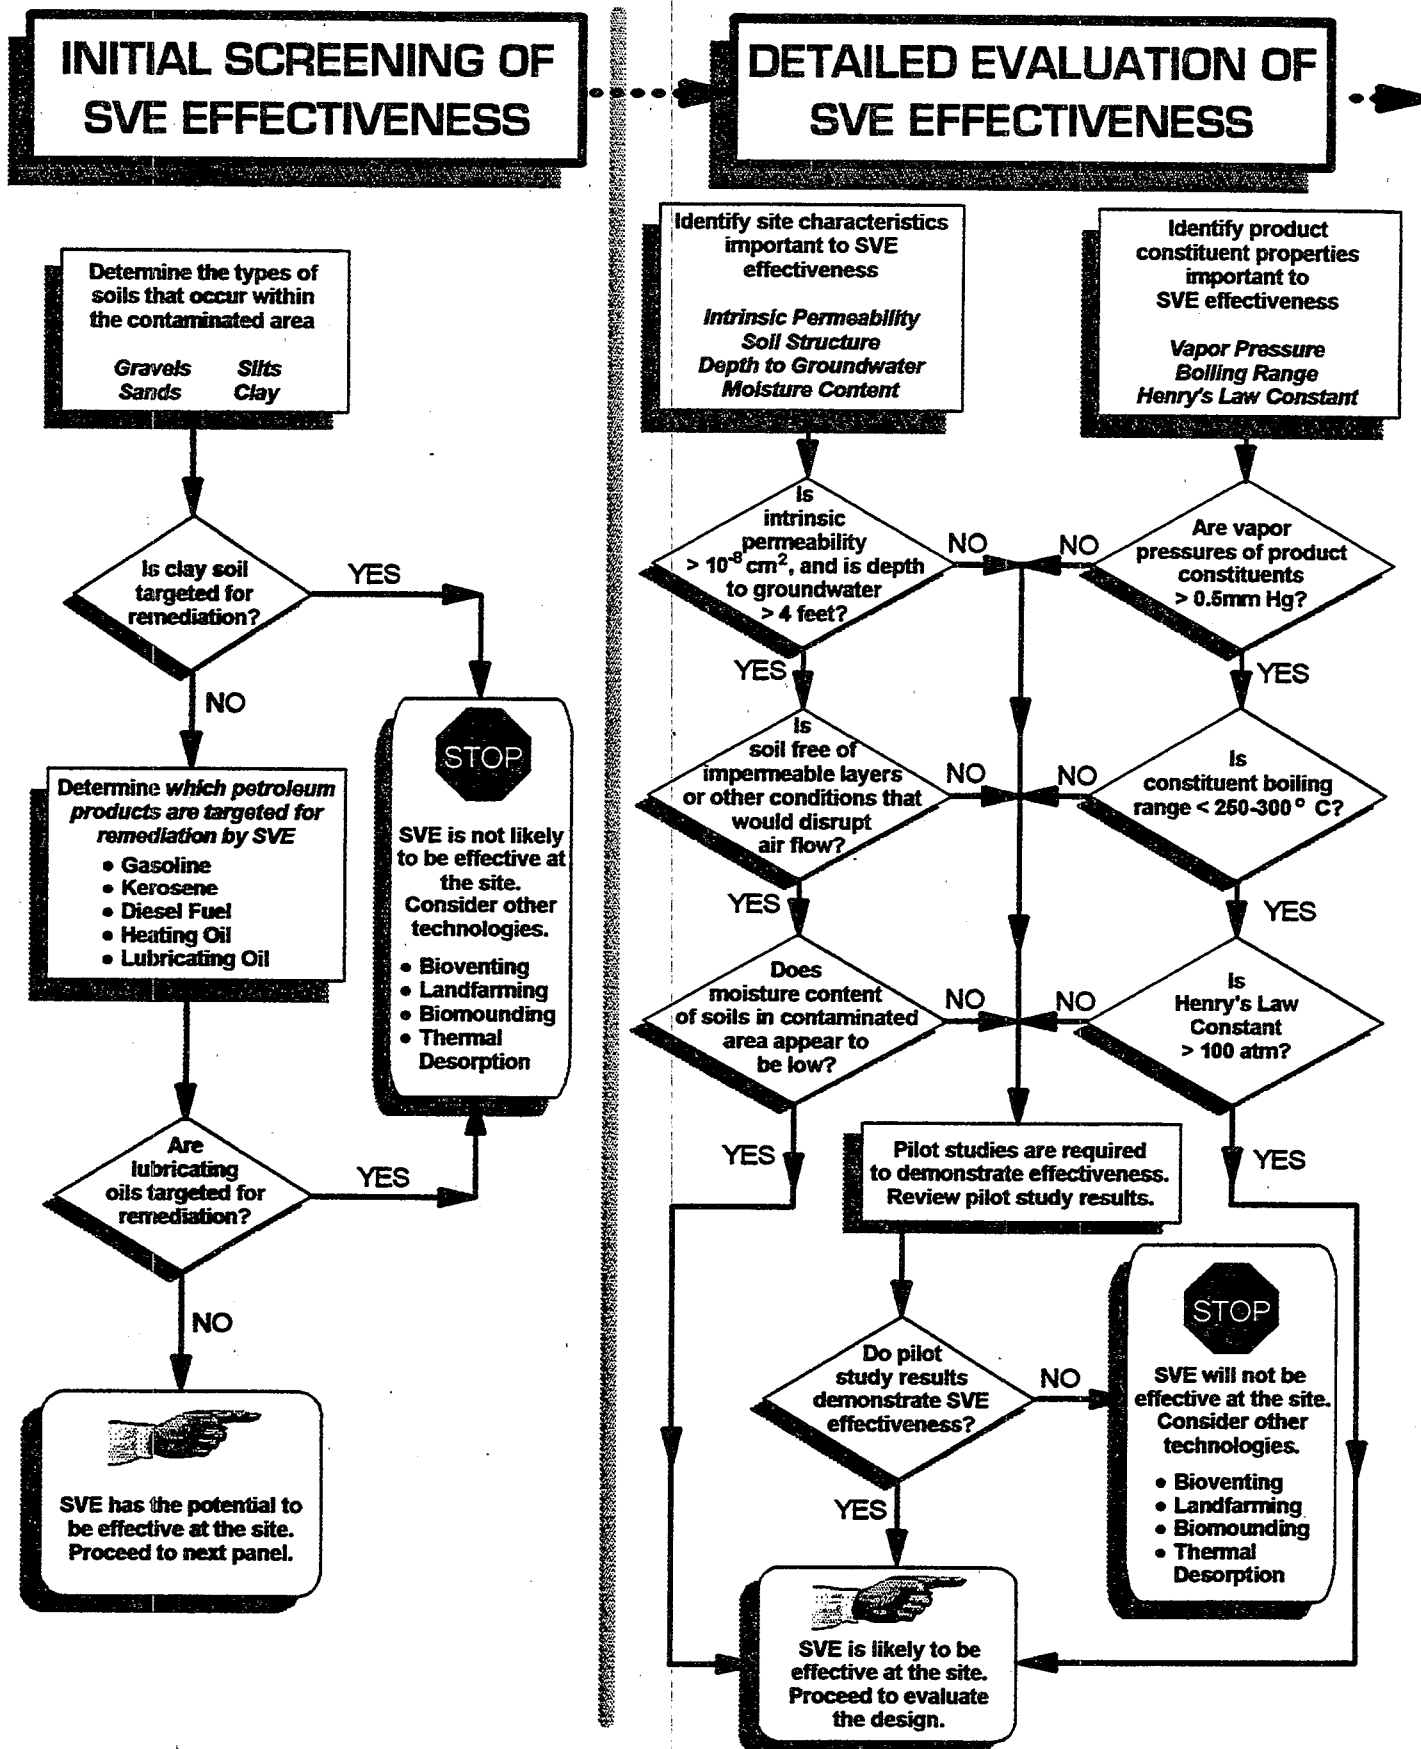 INITIAL SCREENING OF
SVE EFFECTIVENESS
Determine the types of
soils that occur within
the contaminated area
Gravels Silts
Sands Clay
Is clay soil
targeted for
remediation?
YES
NO
Determine which petroleum
products are targeted for
remediation by SVE
• Gasoline
• Kerosene
• Diesel Fuel
• Heating Oil
• Lubricating Oil
STOP
SVE is not likely
to be effective at
the site.
Consider other
technologies.
• Bioventing
• Landfarming
• Biomounding
• Thermal
Desorption
Are
lubricating
oils targeted for
remediation?
YES
NO
SVE has the potential to
be effective at the site.
Proceed to next panel.
DETAILED EVALUATION OF
SVE EFFECTIVENESS
Identify site characteristics
important to SVE
effectiveness
Intrinsic Permeability
Soil Structure
Depth to Groundwater
Moisture Content
Identify product
constituent properties
important to
SVE effectiveness
Vapor Pressure
Boiling Range
Henry's Law Constant
Is
intrinsic
permeability
> 10⁻⁸ cm², and is depth
to groundwater
> 4 feet?
NO
NO
Are vapor
pressures of product
constituents
> 0.5mm Hg?
YES
YES
Is
soil free of
impermeable layers
or other conditions that
would disrupt
air flow?
NO
NO
Is
constituent boiling
range < 250-300° C?
YES
YES
Does
moisture content
of soils in contaminated
area appear to
be low?
NO
NO
Is
Henry's Law
Constant
> 100 atm?
YES
YES
Pilot studies are required
to demonstrate effectiveness.
Review pilot study results.
Do pilot
study results
demonstrate SVE
effectiveness?
NO
YES
STOP
SVE will not be
effective at the site.
Consider other
technologies.
• Bioventing
• Landfarming
• Biomounding
• Thermal
Desorption
SVE is likely to be
effective at the site.
Proceed to evaluate
the design.